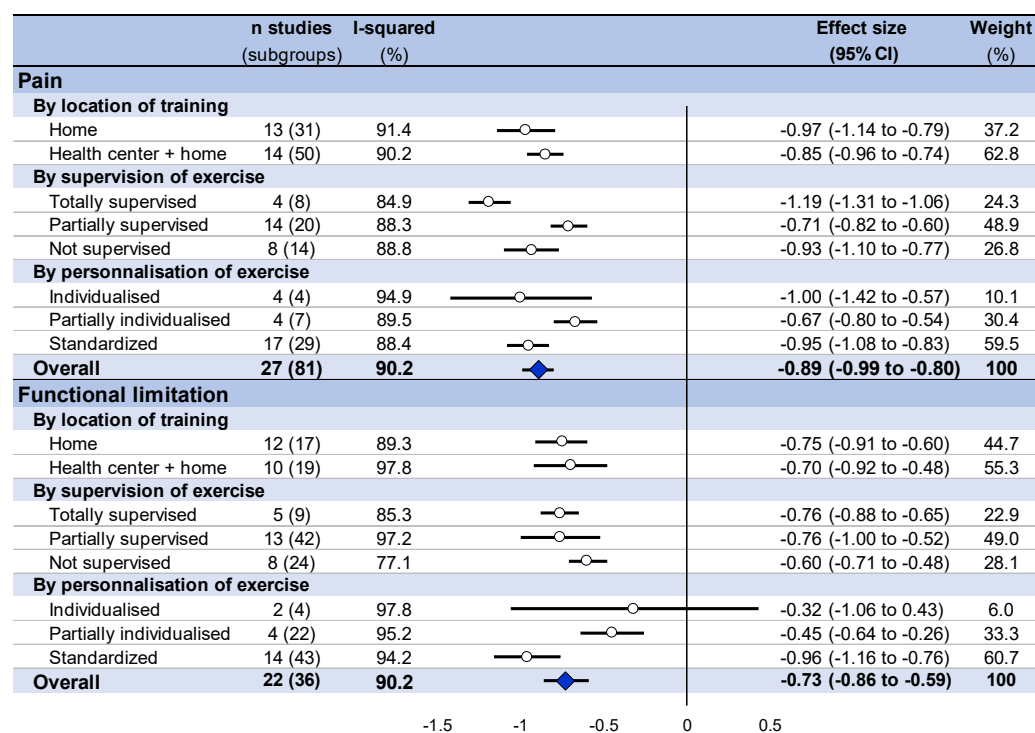 n studies I-squared Effect size Weight
(subgroups) (%) (95% CI) (%)
Pain
By location of training
Home 13 (31) 91.4 -0.97 (-1.14 to -0.79) 37.2
Health center + home 14 (50) 90.2 -0.85 (-0.96 to -0.74) 62.8
By supervision of exercise
Totally supervised 4 (8) 84.9 -1.19 (-1.31 to -1.06) 24.3
Partially supervised 14 (20) 88.3 -0.71 (-0.82 to -0.60) 48.9
Not supervised 8 (14) 88.8 -0.93 (-1.10 to -0.77) 26.8
By personnalisation of exercise
Individualised 4 (4) 94.9 -1.00 (-1.42 to -0.57) 10.1
Partially individualised 4 (7) 89.5 -0.67 (-0.80 to -0.54) 30.4
Standardized 17 (29) 88.4 -0.95 (-1.08 to -0.83) 59.5
Overall 27 (81) 90.2 -0.89 (-0.99 to -0.80) 100
Functional limitation
By location of training
Home 12 (17) 89.3 -0.75 (-0.91 to -0.60) 44.7
Health center + home 10 (19) 97.8 -0.70 (-0.92 to -0.48) 55.3
By supervision of exercise
Totally supervised 5 (9) 85.3 -0.76 (-0.88 to -0.65) 22.9
Partially supervised 13 (42) 97.2 -0.76 (-1.00 to -0.52) 49.0
Not supervised 8 (24) 77.1 -0.60 (-0.71 to -0.48) 28.1
By personnalisation of exercise
Individualised 2 (4) 97.8 -0.32 (-1.06 to 0.43) 6.0
Partially individualised 4 (22) 95.2 -0.45 (-0.64 to -0.26) 33.3
Standardized 14 (43) 94.2 -0.96 (-1.16 to -0.76) 60.7
Overall 22 (36) 90.2 -0.73 (-0.86 to -0.59) 100
-1.5 -1 -0.5 0 0.5